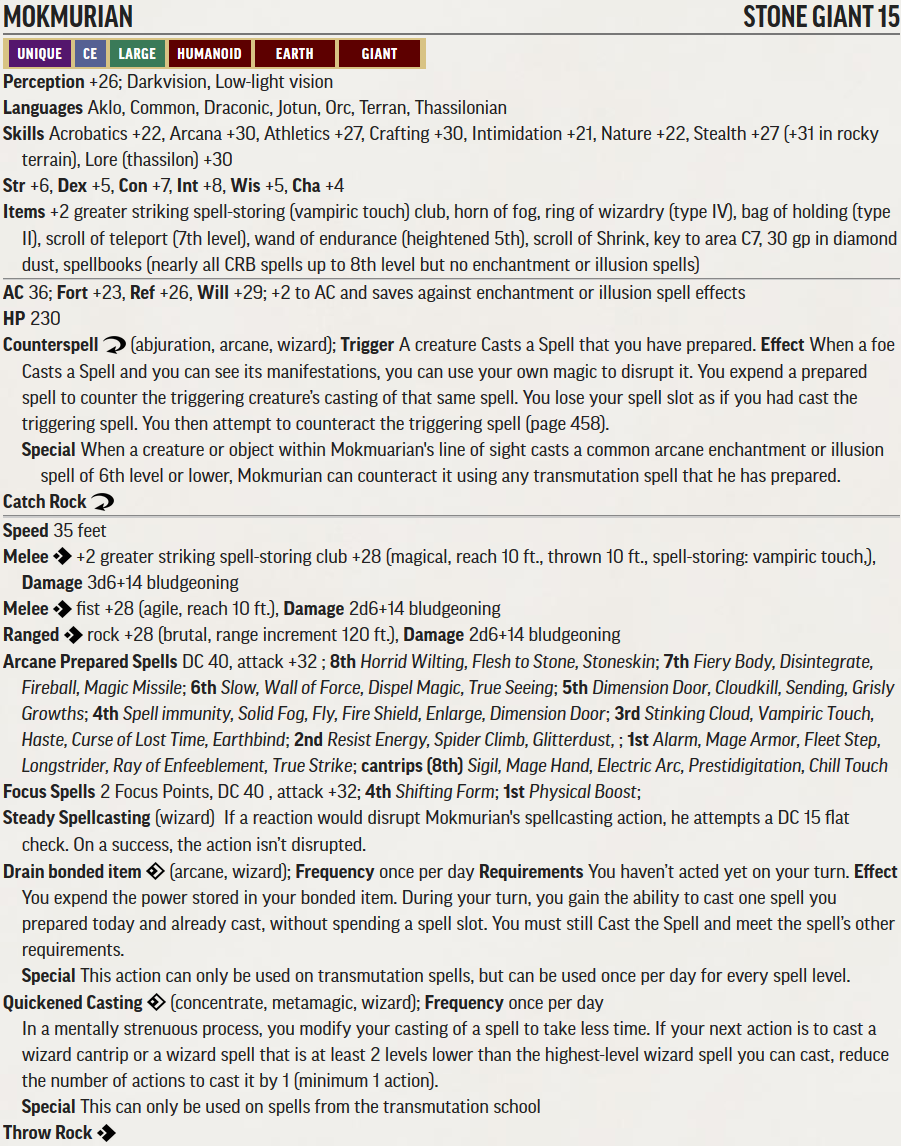 MOKMURIAN STONE GIANT 15
UNIQUE CE LARGE HUMANOID EARTH GIANT
Perception +26; Darkvision, Low-light vision
Languages Aklo, Common, Draconic, Jotun, Orc, Terran, Thassilonian
Skills Acrobatics +22, Arcana +30, Athletics +27, Crafting +30, Intimidation +21, Nature +22, Stealth +27 (+31 in rocky
terrain), Lore (thassilon) +30
Str +6, Dex +5, Con +7, Int +8, Wis +5, Cha +4
Items +2 greater striking spell-storing (vampiric touch) club, horn of fog, ring of wizardry (type IV), bag of holding (type
II), scroll of teleport (7th level), wand of endurance (heightened 5th), scroll of Shrink, key to area C7, 30 gp in diamond
dust, spellbooks (nearly all CRB spells up to 8th level but no enchantment or illusion spells)
AC 36; Fort +23, Ref +26, Will +29; +2 to AC and saves against enchantment or illusion spell effects
HP 230
Counterspell (abjuration, arcane, wizard); Trigger A creature Casts a Spell that you have prepared. Effect When a foe
Casts a Spell and you can see its manifestations, you can use your own magic to disrupt it. You expend a prepared
spell to counter the triggering creature's casting of that same spell. You lose your spell slot as if you had cast the
triggering spell. You then attempt to counteract the triggering spell (page 458).
Special When a creature or object within Mokmuarian's line of sight casts a common arcane enchantment or illusion
spell of 6th level or lower, Mokmurian can counteract it using any transmutation spell that he has prepared.
Catch Rock
Speed 35 feet
Melee +2 greater striking spell-storing club +28 (magical, reach 10 ft., thrown 10 ft., spell-storing: vampiric touch,),
Damage 3d6+14 bludgeoning
Melee fist +28 (agile, reach 10 ft.), Damage 2d6+14 bludgeoning
Ranged rock +28 (brutal, range increment 120 ft.), Damage 2d6+14 bludgeoning
Arcane Prepared Spells DC 40, attack +32 ; 8th Horrid Wilting, Flesh to Stone, Stoneskin; 7th Fiery Body, Disintegrate,
Fireball, Magic Missile; 6th Slow, Wall of Force, Dispel Magic, True Seeing; 5th Dimension Door, Cloudkill, Sending, Grisly
Growths; 4th Spell immunity, Solid Fog, Fly, Fire Shield, Enlarge, Dimension Door; 3rd Stinking Cloud, Vampiric Touch,
Haste, Curse of Lost Time, Earthbind; 2nd Resist Energy, Spider Climb, Glitterdust, ; 1st Alarm, Mage Armor, Fleet Step,
Longstrider, Ray of Enfeeblement, True Strike; cantrips (8th) Sigil, Mage Hand, Electric Arc, Prestidigitation, Chill Touch
Focus Spells 2 Focus Points, DC 40 , attack +32; 4th Shifting Form; 1st Physical Boost;
Steady Spellcasting (wizard) If a reaction would disrupt Mokmurian's spellcasting action, he attempts a DC 15 flat
check. On a success, the action isn't disrupted.
Drain bonded item (arcane, wizard); Frequency once per day Requirements You haven't acted yet on your turn. Effect
You expend the power stored in your bonded item. During your turn, you gain the ability to cast one spell you
prepared today and already cast, without spending a spell slot. You must still Cast the Spell and meet the spell's other
requirements.
Special This action can only be used on transmutation spells, but can be used once per day for every spell level.
Quickened Casting (concentrate, metamagic, wizard); Frequency once per day
In a mentally strenuous process, you modify your casting of a spell to take less time. If your next action is to cast a
wizard cantrip or a wizard spell that is at least 2 levels lower than the highest-level wizard spell you can cast, reduce
the number of actions to cast it by 1 (minimum 1 action).
Special This can only be used on spells from the transmutation school
Throw Rock